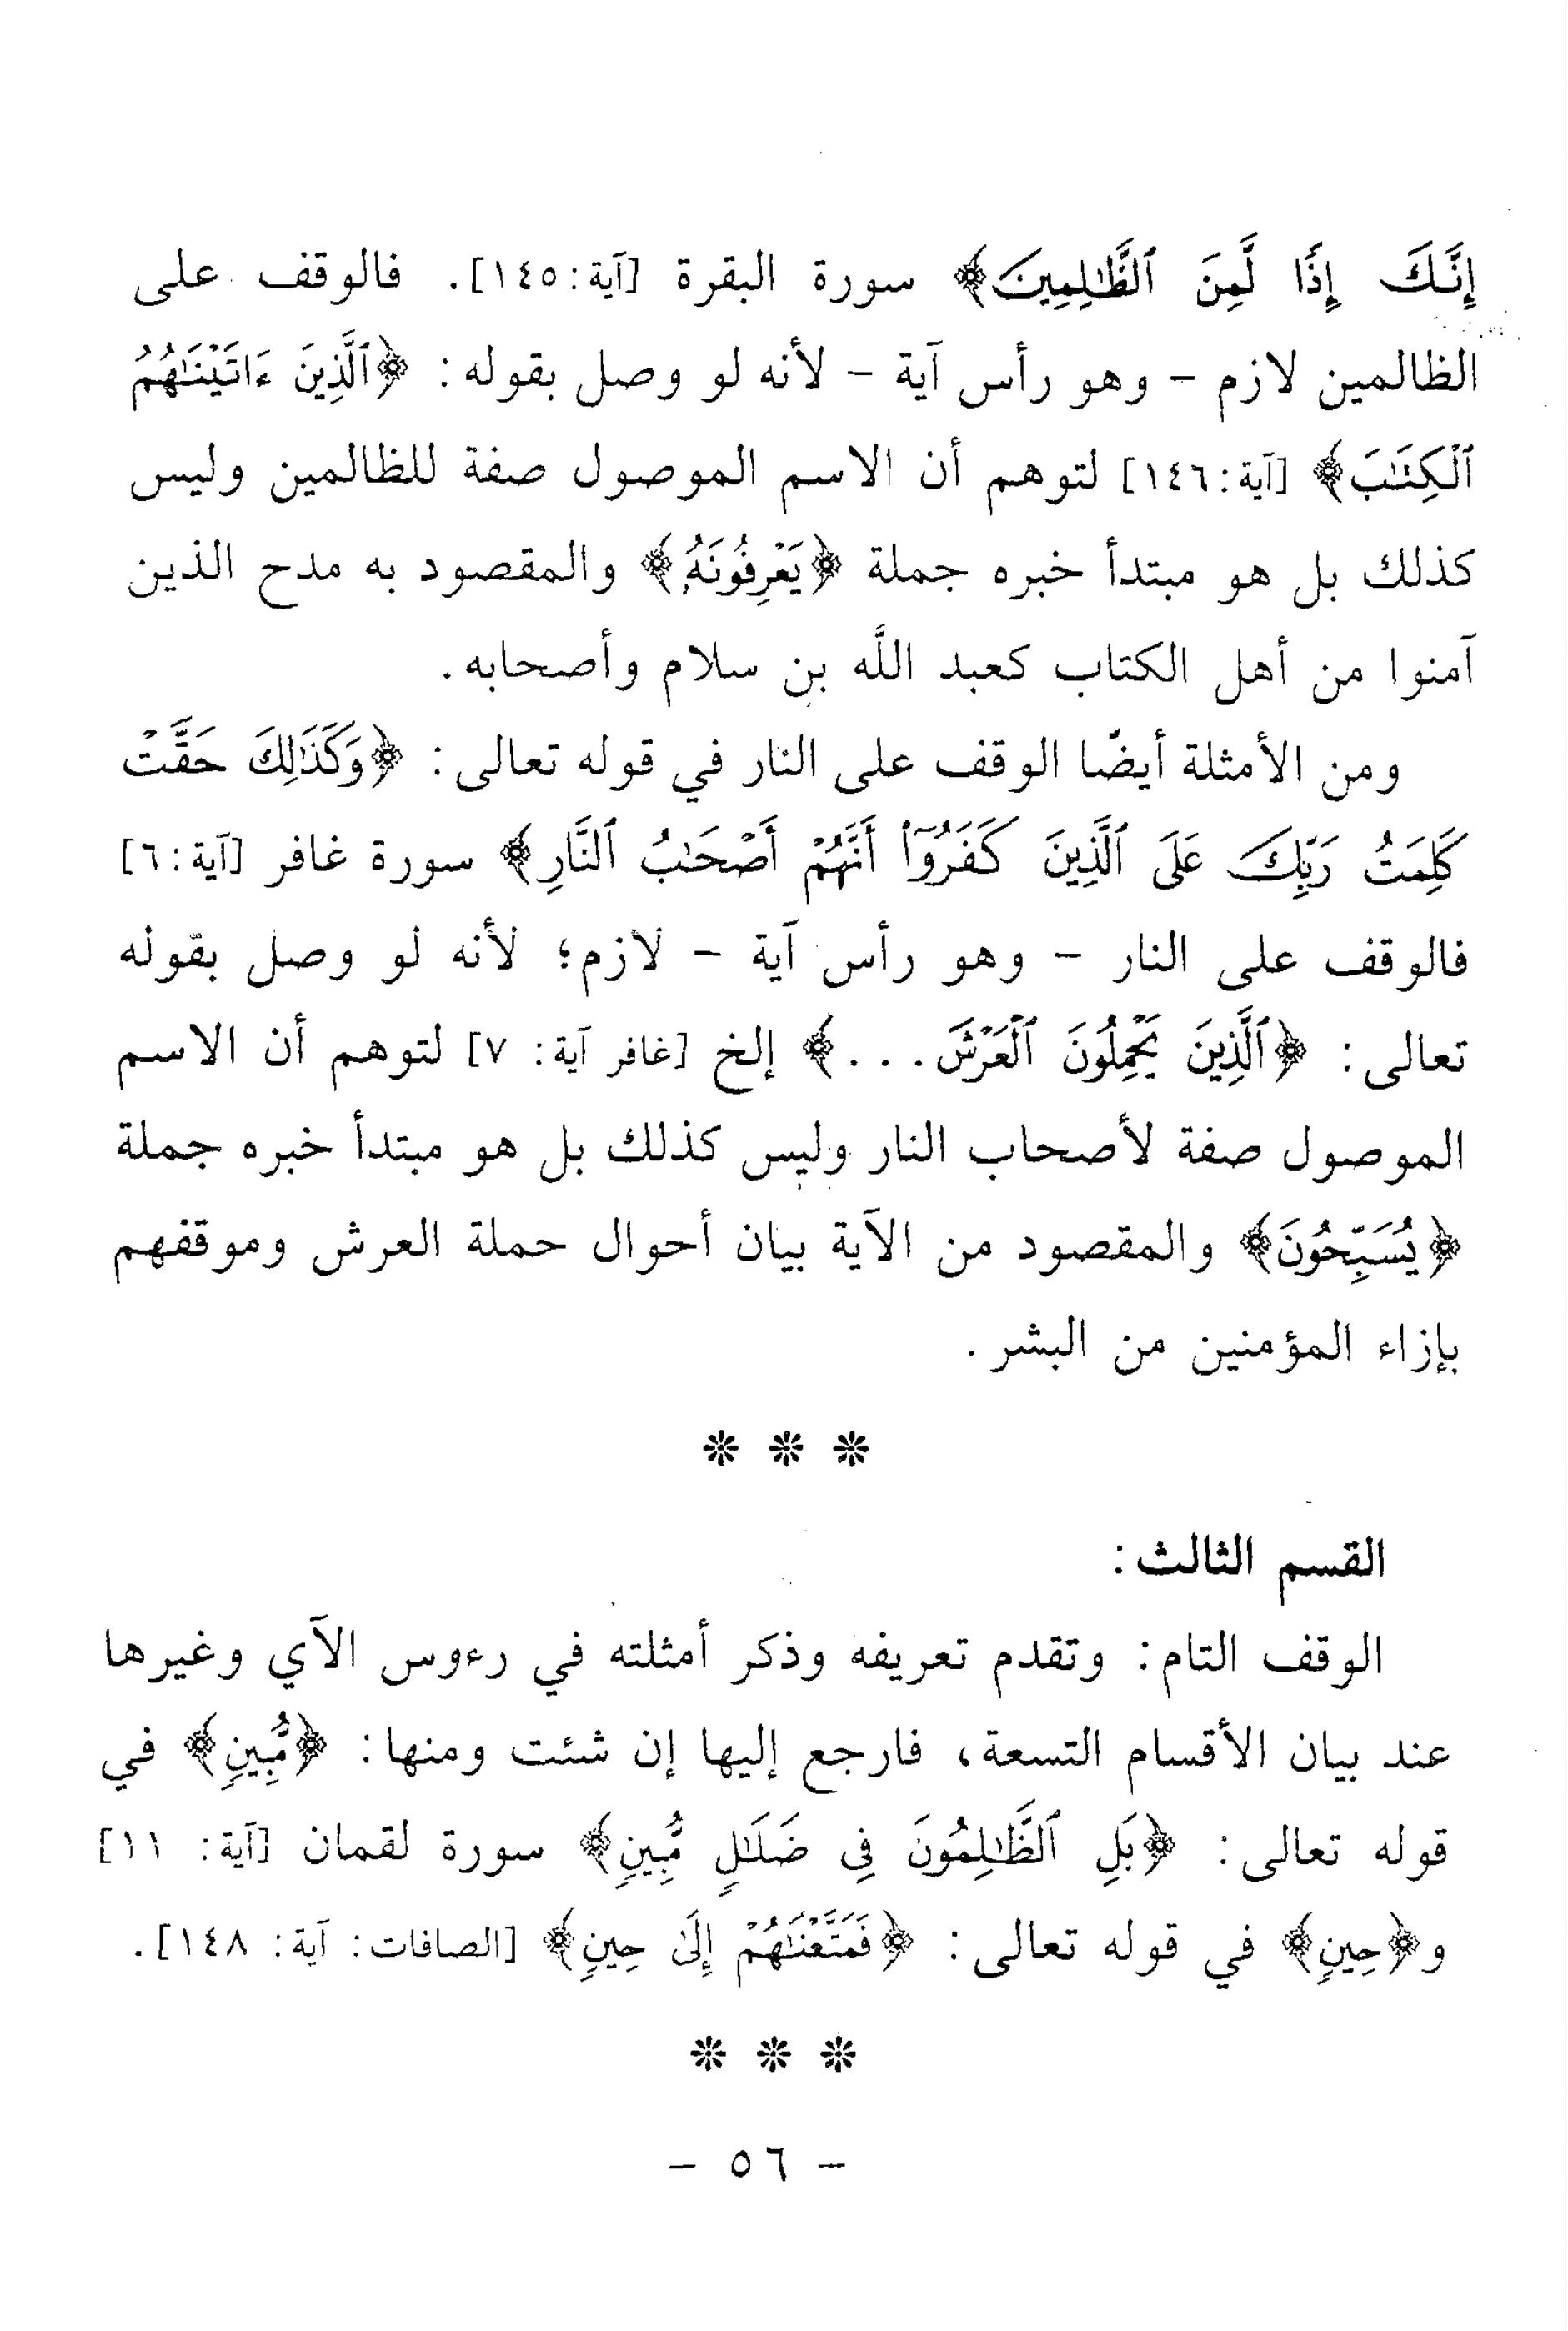 إِنَّكَ إِذًا لَّمِنَ ٱلظَّٰلِمِينَ﴾ سورة البقرة [آية: ١٤٥]. فالوقف على
الظالمين لازم - وهو رأس آية - لأنه لو وصل بقوله: ﴿ٱلَّذِينَ ءَاتَيْنَٰهُمُ
ٱلْكِتَٰبَ﴾ [آية: ١٤٦] لتوهم أن الاسم الموصول صفة للظالمين وليس
كذلك بل هو مبتدأ خبره جملة ﴿يَعْرِفُونَهُۥ﴾ والمقصود به مدح الذين
آمنوا من أهل الكتاب كعبد اللَّه بن سلام وأصحابه.
ومن الأمثلة أيضًا الوقف على النار في قوله تعالى: ﴿وَكَذَٰلِكَ حَقَّتْ
كَلِمَتُ رَبِّكَ عَلَى ٱلَّذِينَ كَفَرُوٓا۟ أَنَّهُمْ أَصْحَٰبُ ٱلنَّارِ﴾ سورة غافر [آية: ٦]
فالوقف على النار - وهو رأس آية - لازم؛ لأنه لو وصل بقوله
تعالى: ﴿ٱلَّذِينَ يَحْمِلُونَ ٱلْعَرْشَ...﴾ إلخ [غافر آية: ٧] لتوهم أن الاسم
الموصول صفة لأصحاب النار وليس كذلك بل هو مبتدأ خبره جملة
﴿يُسَبِّحُونَ﴾ والمقصود من الآية بيان أحوال حملة العرش وموقفهم
بإزاء المؤمنين من البشر.
* * *
القسم الثالث:
الوقف التام: وتقدم تعريفه وذكر أمثلته في رءوس الآي وغيرها
عند بيان الأقسام التسعة، فارجع إليها إن شئت ومنها: ﴿مُّبِينٍ﴾ في
قوله تعالى: ﴿بَلِ ٱلظَّٰلِمُونَ فِى ضَلَٰلٍ مُّبِينٍ﴾ سورة لقمان [آية: ١١]
و﴿حِينٍ﴾ في قوله تعالى: ﴿فَمَتَّعْنَٰهُمْ إِلَىٰ حِينٍ﴾ [الصافات: آية: ١٤٨].
* * *
- ٥٦ -